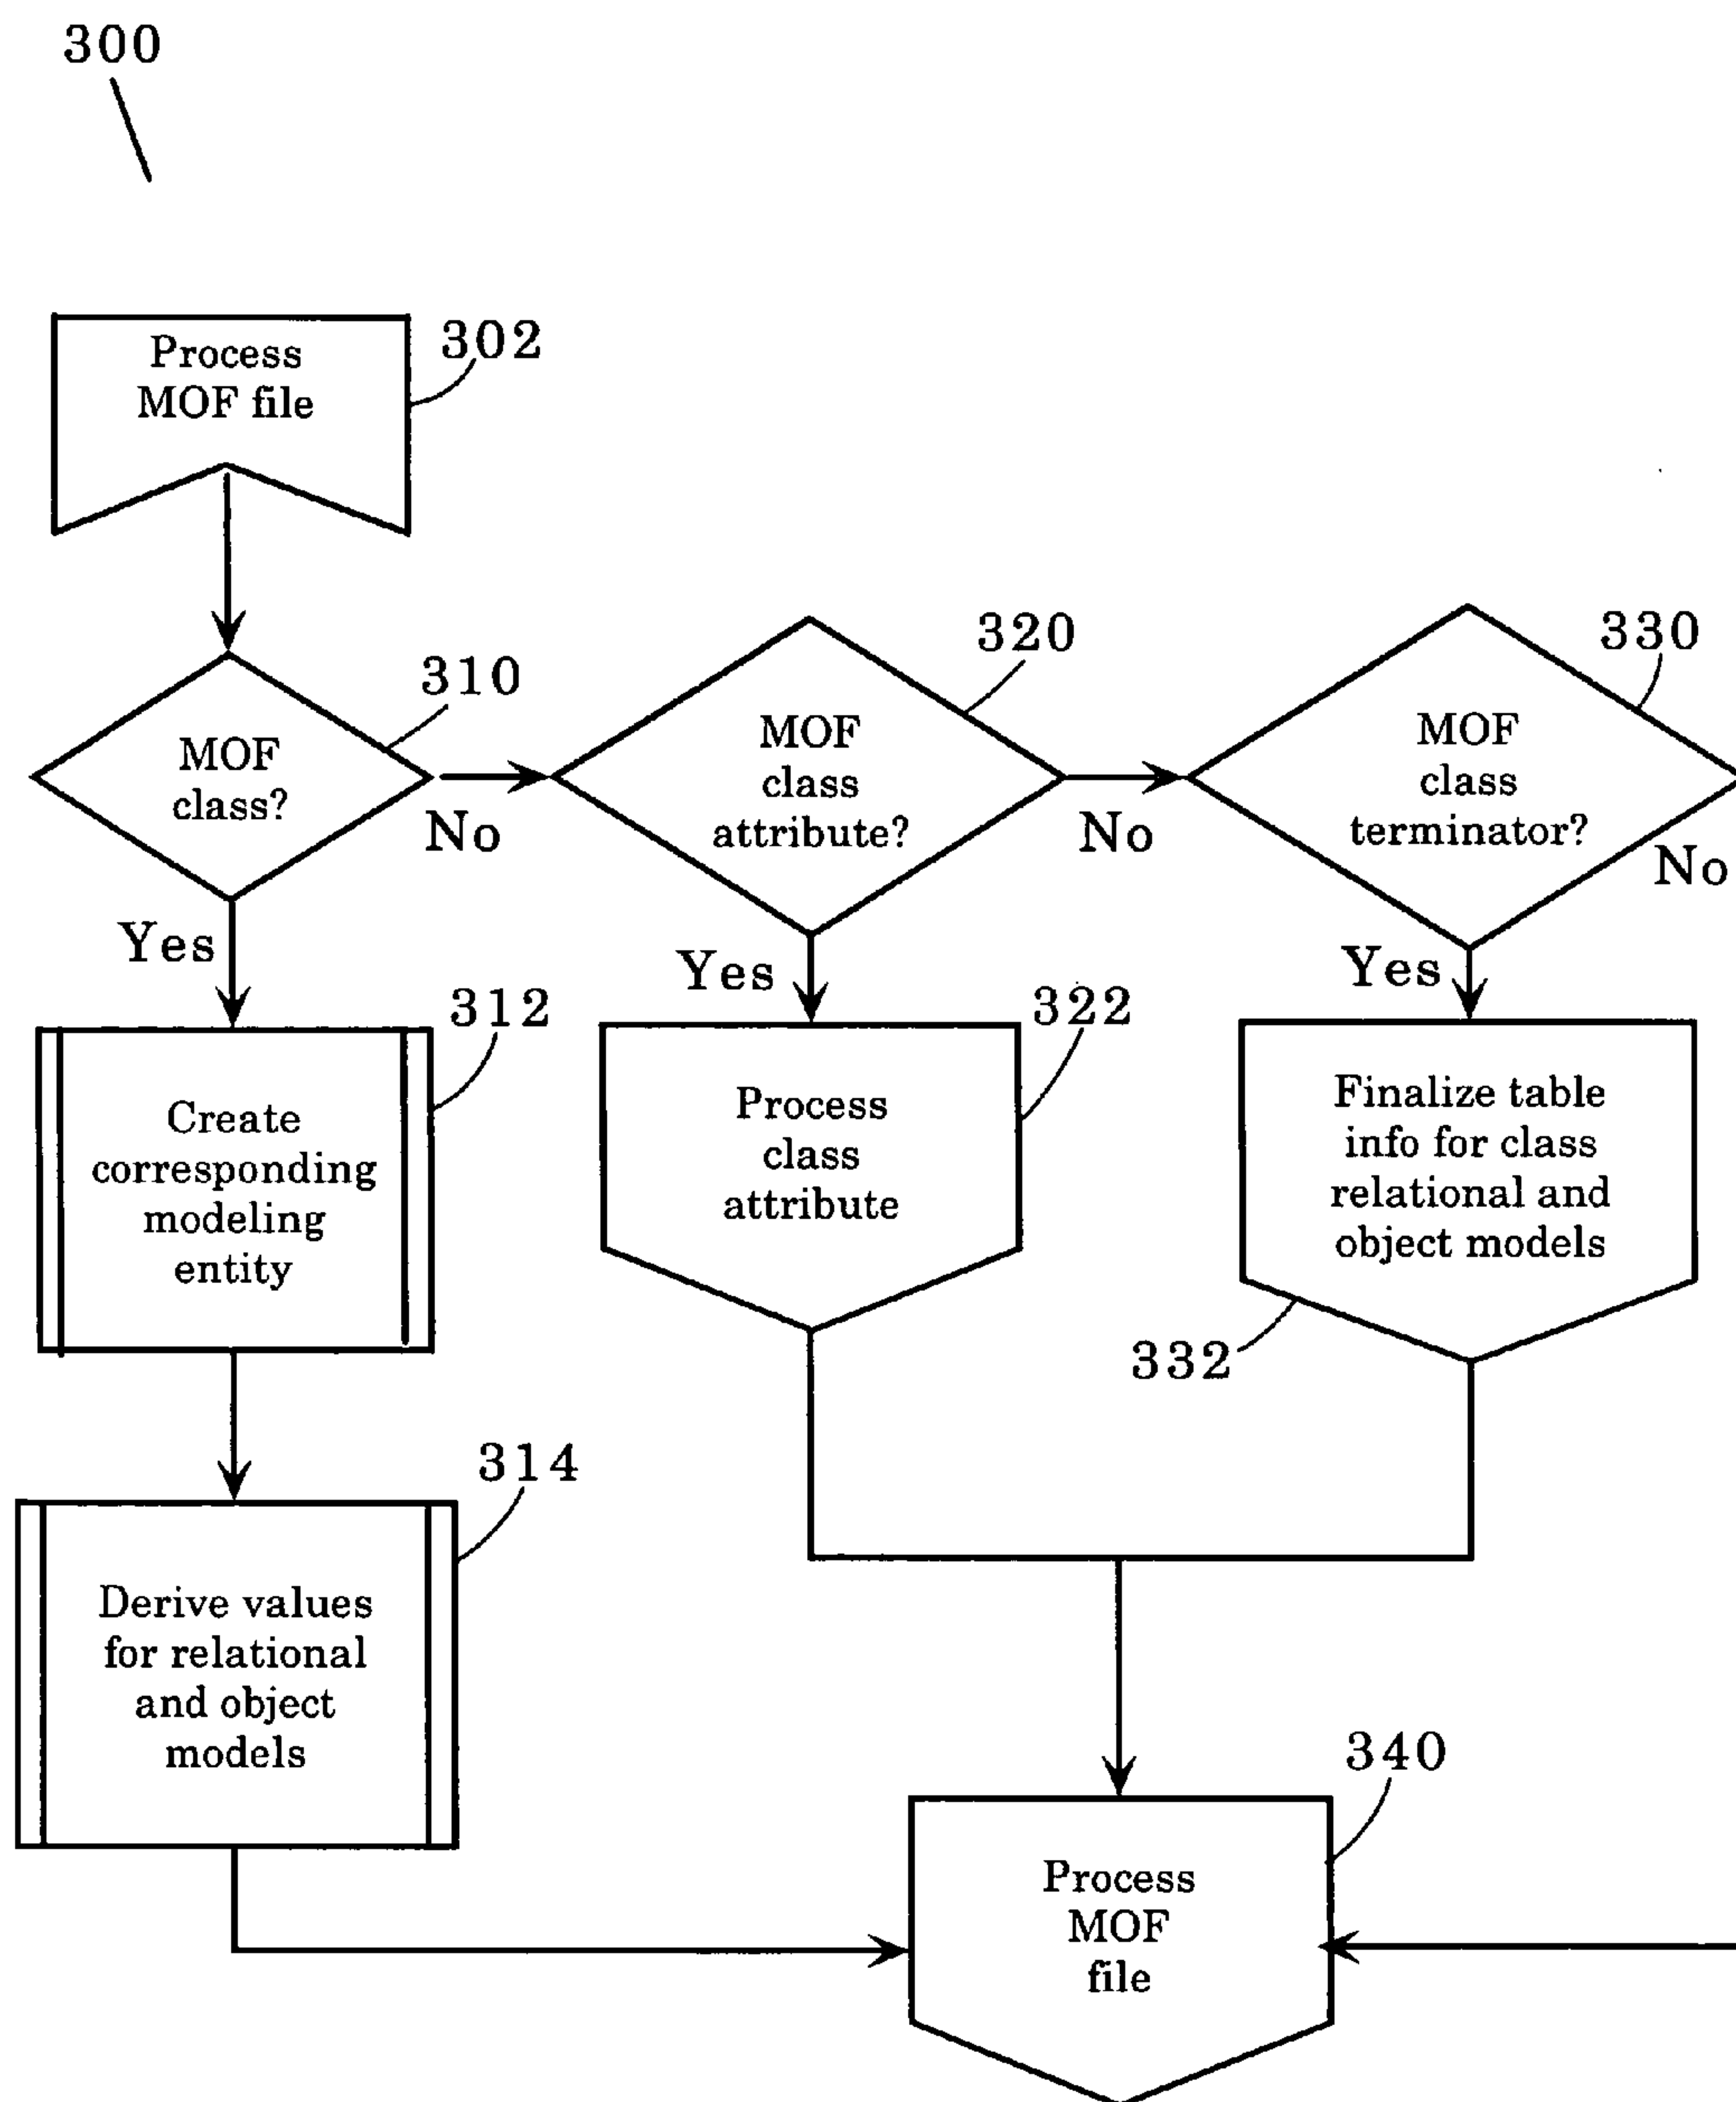 300
Process
MOF file
302
MOF
class?
310
No
MOF
class
attribute?
320
No
MOF
class
terminator?
330
No
Yes
Yes
Yes
Create
corresponding
modeling
entity
312
Process
class
attribute
322
Finalize table
info for class
relational and
object models
332
Derive values
for relational
and object
models
314
Process
MOF
file
340